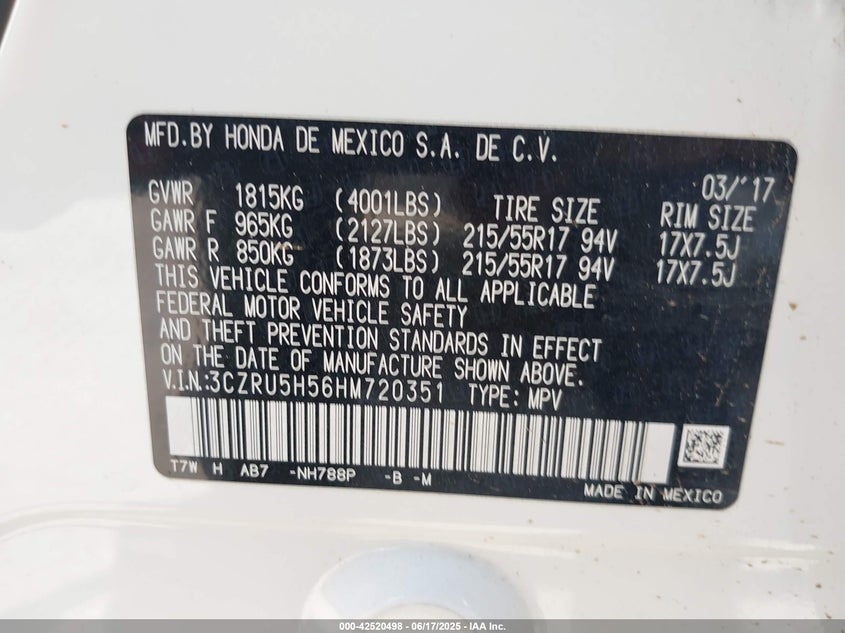 MFD.BY HONDA DE MEXICO S.A. DE C.V.
03/'17
GVWR 1815KG (4001LBS) TIRE SIZE RIM SIZE
GAWR F 965KG (2127LBS) 215/55R17 94V 17X7.5J
GAWR R 850KG (1873LBS) 215/55R17 94V 17X7.5J
THIS VEHICLE CONFORMS TO ALL APPLICABLE
FEDERAL MOTOR VEHICLE SAFETY
AND THEFT PREVENTION STANDARDS IN EFFECT
ON THE DATE OF MANUFACTURE SHOWN ABOVE.
V.I.N.:3CZRU5H56HM720351 TYPE: MPV
T7W H AB7 -NH788P -B -M
MADE IN MEXICO
000-42520498 - 06/17/2025 - IAA Inc.